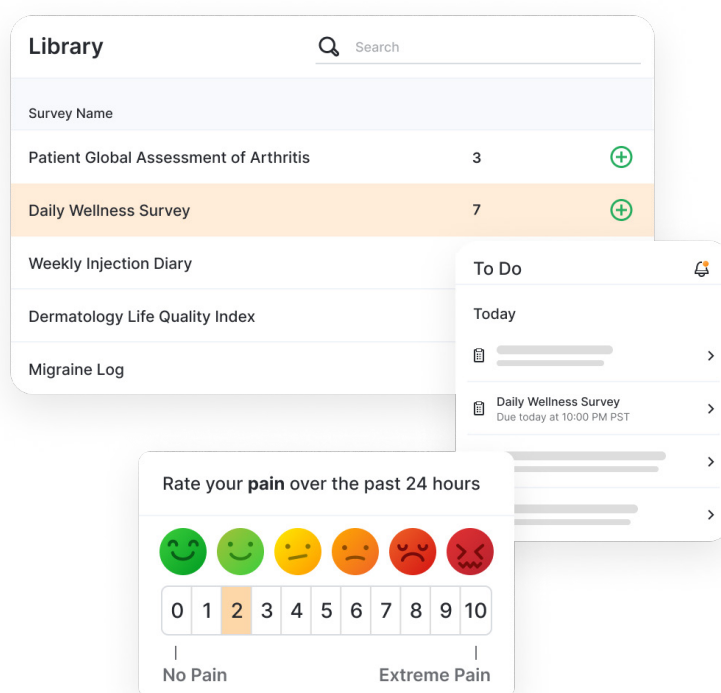 Library
Search
Survey Name
Patient Global Assessment of Arthritis 3
Daily Wellness Survey 7
Weekly Injection Diary
Dermatology Life Quality Index
Migraine Log
To Do
Today
Daily Wellness Survey
Due today at 10:00 PM PST
Rate your pain over the past 24 hours
0 1 2 3 4 5 6 7 8 9 10
No Pain Extreme Pain